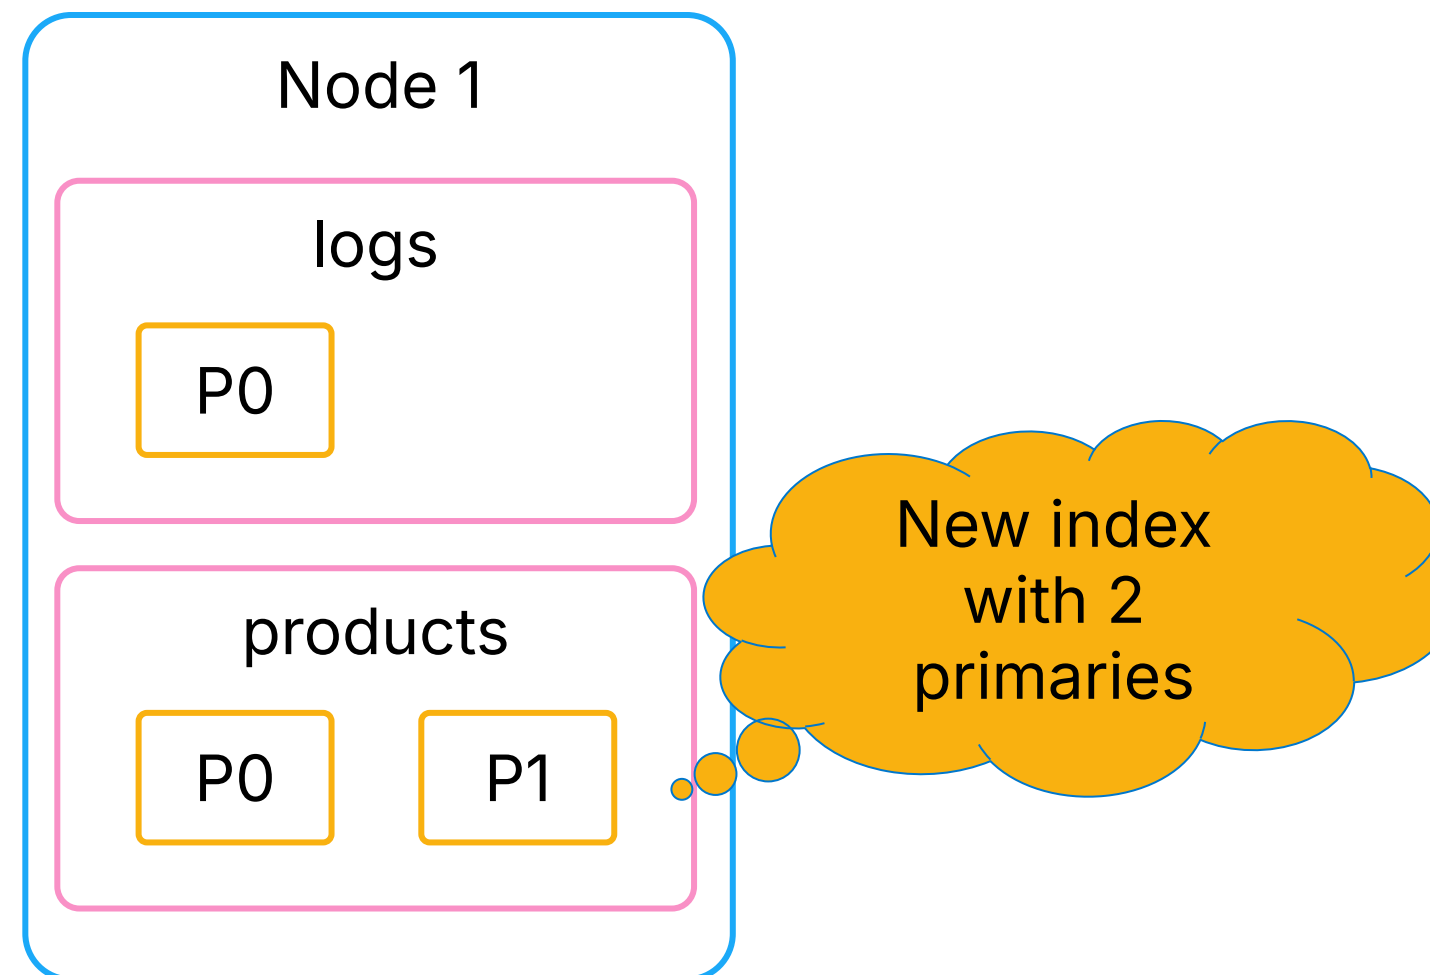 Node 1
logs
P0
New index
with 2
primaries
products
P0 P1